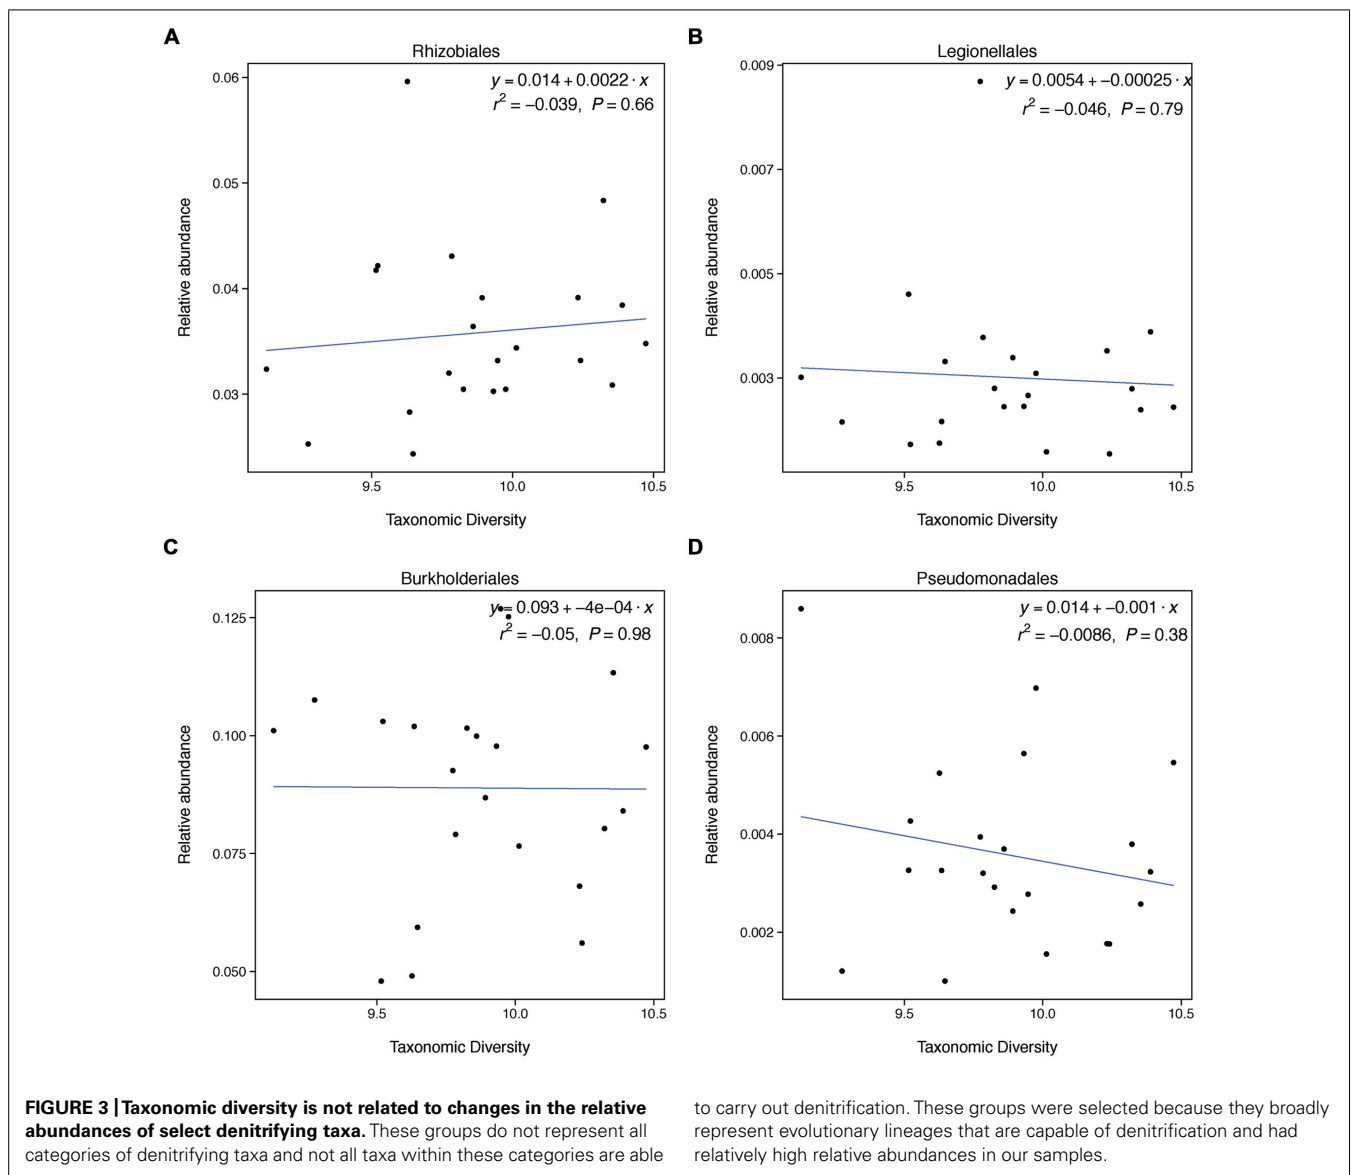 A
Rhizobiales
y = 0.014 + 0.0022 · x
r² = −0.039, P = 0.66
0.06
0.05
0.04
0.03
Relative abundance
9.5 10.0 10.5
Taxonomic Diversity
B
Legionellales
y = 0.0054 + −0.00025 · x
r² = −0.046, P = 0.79
0.009
0.007
0.005
0.003
Relative abundance
9.5 10.0 10.5
Taxonomic Diversity
C
Burkholderiales
y = 0.093 + −4e−04 · x
r² = −0.05, P = 0.98
0.125
0.100
0.075
0.050
Relative abundance
9.5 10.0 10.5
Taxonomic Diversity
D
Pseudomonadales
y = 0.014 + −0.001 · x
r² = −0.0086, P = 0.38
0.008
0.006
0.004
0.002
Relative abundance
9.5 10.0 10.5
Taxonomic Diversity
FIGURE 3 | Taxonomic diversity is not related to changes in the relative
abundances of select denitrifying taxa. These groups do not represent all
categories of denitrifying taxa and not all taxa within these categories are able
to carry out denitrification. These groups were selected because they broadly
represent evolutionary lineages that are capable of denitrification and had
relatively high relative abundances in our samples.